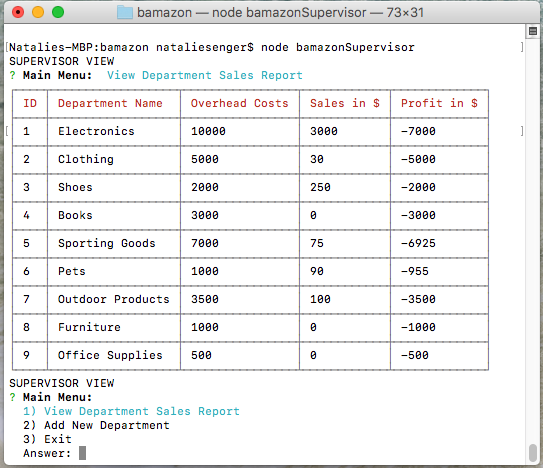 bamazon — node bamazonSupervisor — 73×31
[Natalies-MBP:bamazon nataliesenger$ node bamazonSupervisor ]
SUPERVISOR VIEW
? Main Menu: View Department Sales Report
ID Department Name Overhead Costs Sales in $ Profit in $
[ 1 Electronics 10000 3000 -7000 ]
2 Clothing 5000 30 -5000
3 Shoes 2000 250 -2000
4 Books 3000 0 -3000
5 Sporting Goods 7000 75 -6925
6 Pets 1000 90 -955
7 Outdoor Products 3500 100 -3500
8 Furniture 1000 0 -1000
9 Office Supplies 500 0 -500
SUPERVISOR VIEW
? Main Menu:
1) View Department Sales Report
2) Add New Department
3) Exit
Answer: